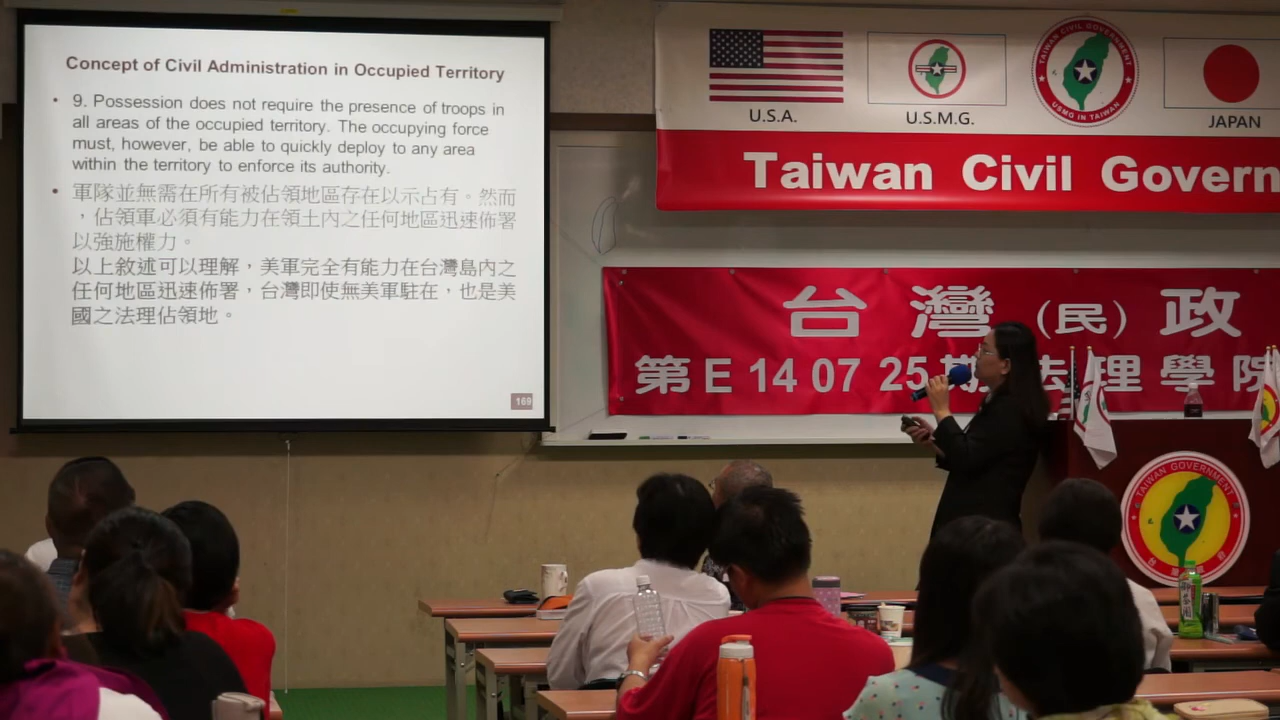 Concept of Civil Administration in Occupied Territory
• 9. Possession does not require the presence of troops in
all areas of the occupied territory. The occupying force
must, however, be able to quickly deploy to any area
within the territory to enforce its authority.
• 軍隊並無需在所有被佔領地區存在以示占有。然而
，佔領軍必須有能力在領土內之任何地區迅速佈署
以強施權力。
以上敘述可以理解，美軍完全有能力在台灣島內之
任何地區迅速佈署，台灣即使無美軍駐在，也是美
國之法理佔領地。
169
U.S.A.
U.S.M.G.
TAIWAN CIVIL GOVERNMENT
USMG IN TAIWAN
JAPAN
Taiwan Civil Govern
台灣（民）政
第E 14 07 25期法理學院
TAIWAN GOVERNMENT